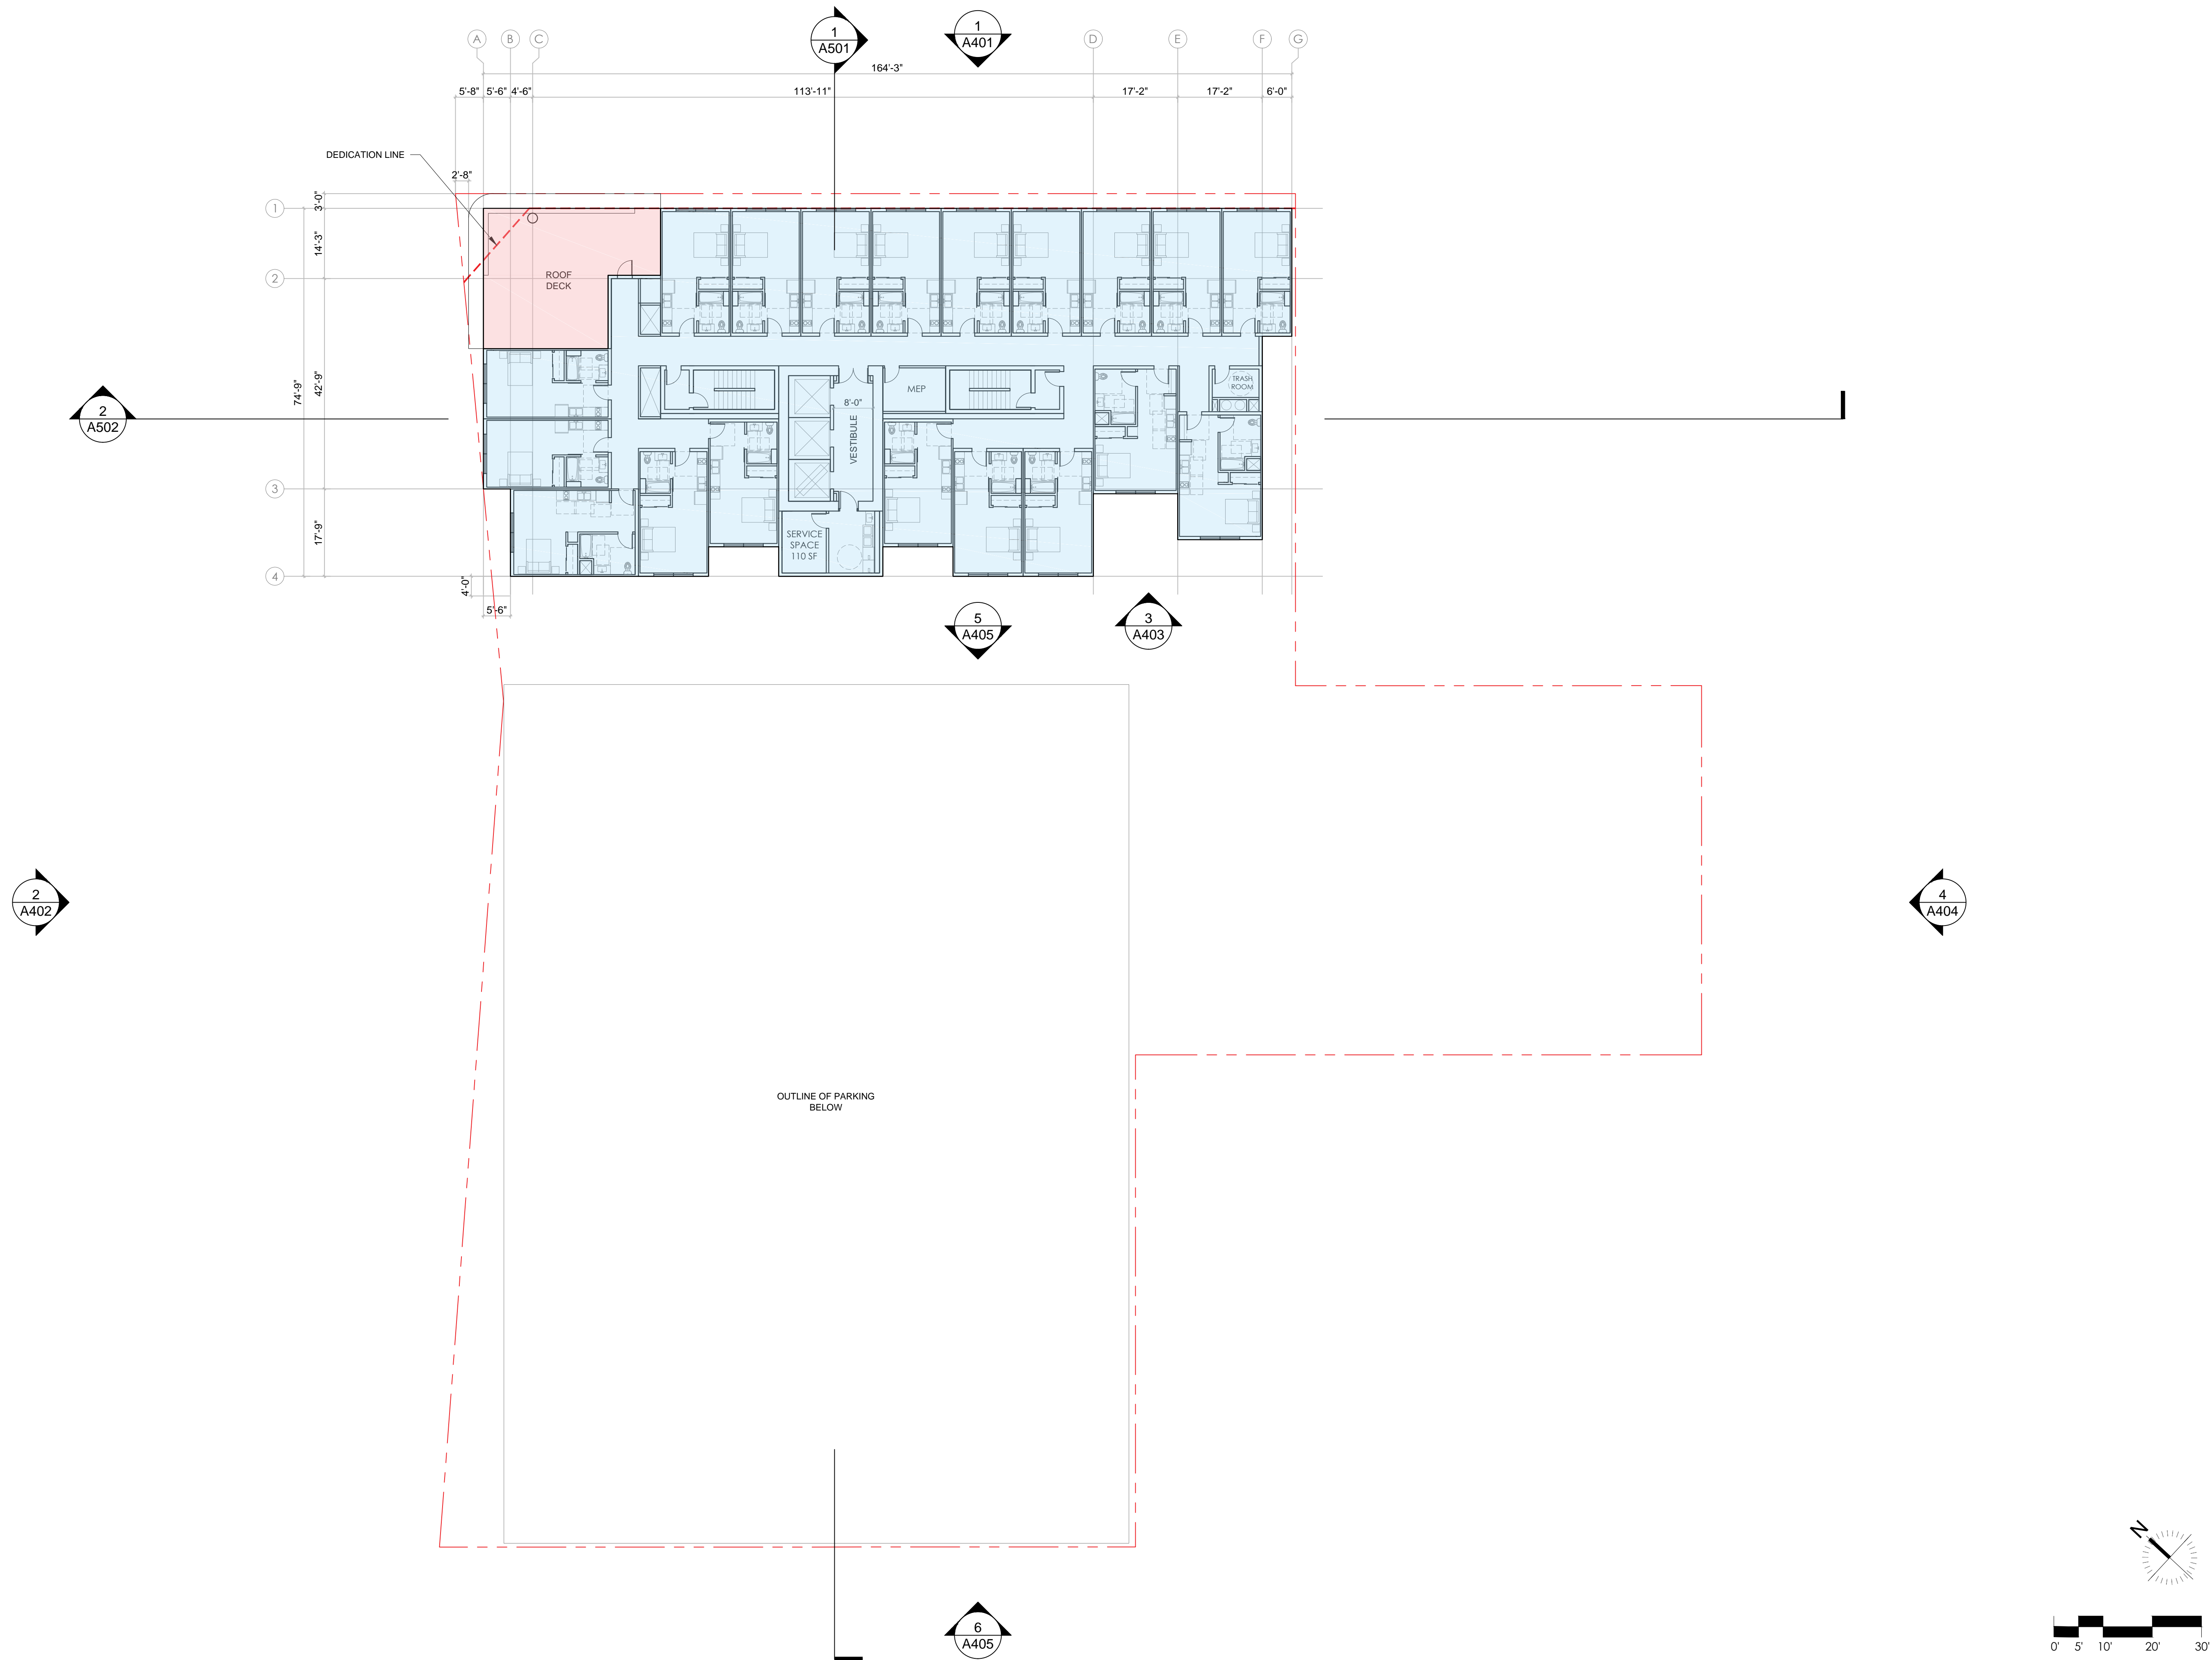 1
A501
1
A401
A
B
C
D
E
F
G
164'-3"
5'-8"
5'-6"
4'-6"
113'-11"
17'-2"
17'-2"
6'-0"
DEDICATION LINE
2'-8"
3'-0"
1
14'-3"
2
ROOF
DECK
42'-9"
74'-9"
MEP
TRASH
ROOM
8'-0"
VESTIBULE
2
A502
3
17'-9"
SERVICE
SPACE
110 SF
4
4'-0"
5'-6"
5
A405
3
A403
2
A402
4
A404
OUTLINE OF PARKING
BELOW
N
6
A405
0'
5'
10'
20'
30'